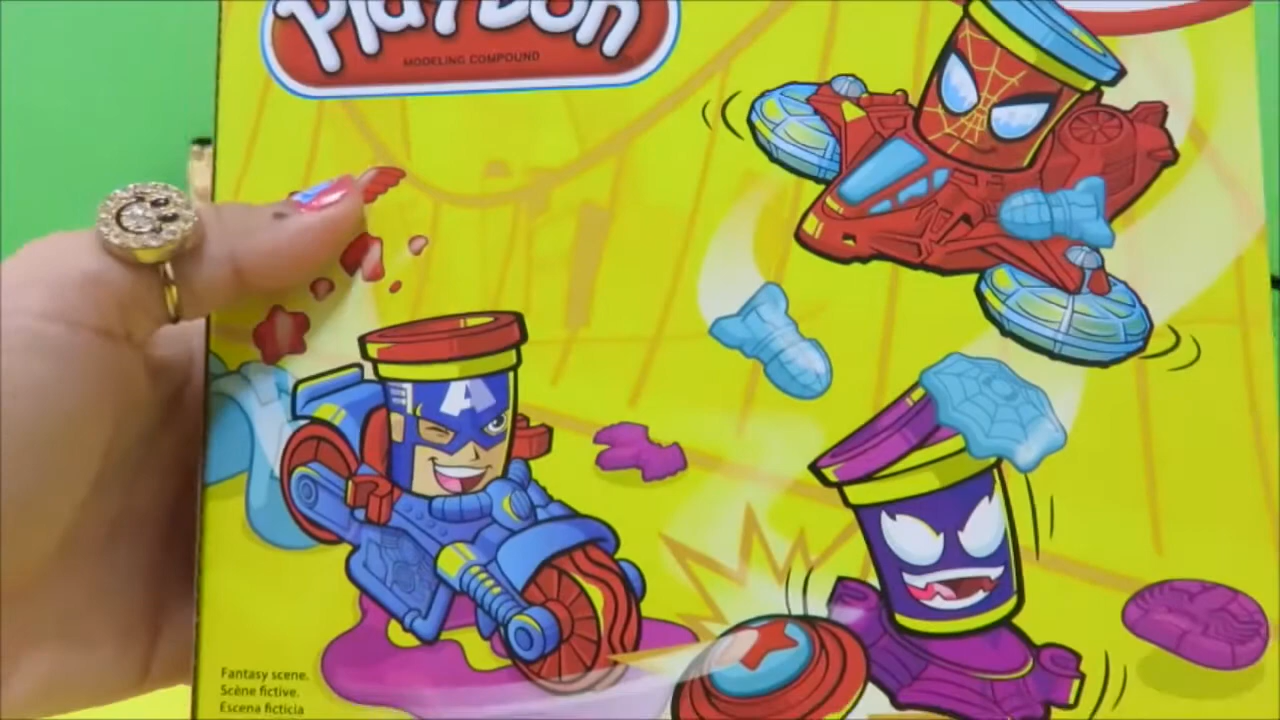 Play-Doh
MODELING COMPOUND
A
Fantasy scene.
Scène fictive.
Escena ficticia